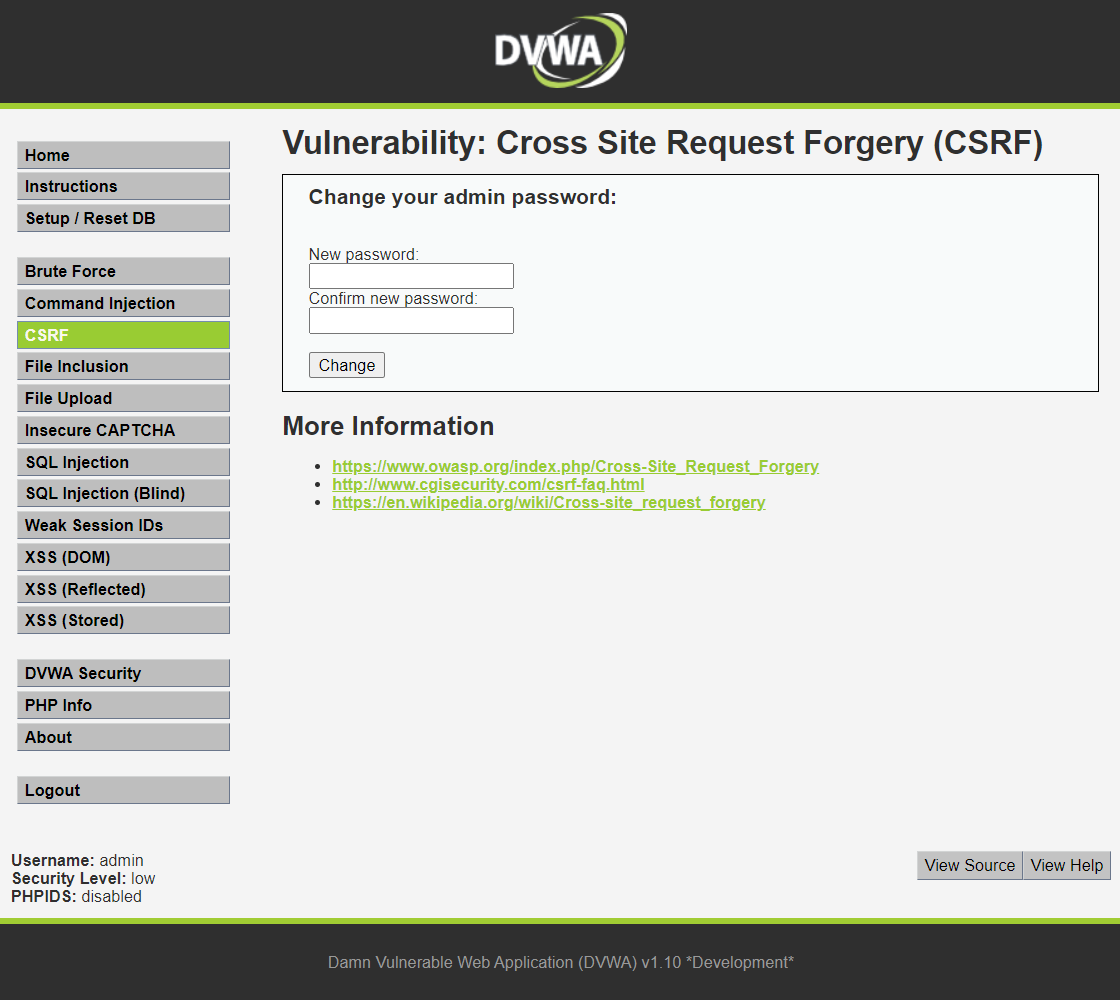 DVWA
Vulnerability: Cross Site Request Forgery (CSRF)
Home
Instructions
Setup / Reset DB
Brute Force
Command Injection
CSRF
File Inclusion
File Upload
Insecure CAPTCHA
SQL Injection
SQL Injection (Blind)
Weak Session IDs
XSS (DOM)
XSS (Reflected)
XSS (Stored)
DVWA Security
PHP Info
About
Logout
Change your admin password:
New password:
Confirm new password:
Change
More Information
https://www.owasp.org/index.php/Cross-Site_Request_Forgery
http://www.cgisecurity.com/csrf-faq.html
https://en.wikipedia.org/wiki/Cross-site_request_forgery
Username: admin
Security Level: low
PHPIDS: disabled
View Source
View Help
Damn Vulnerable Web Application (DVWA) v1.10 *Development*